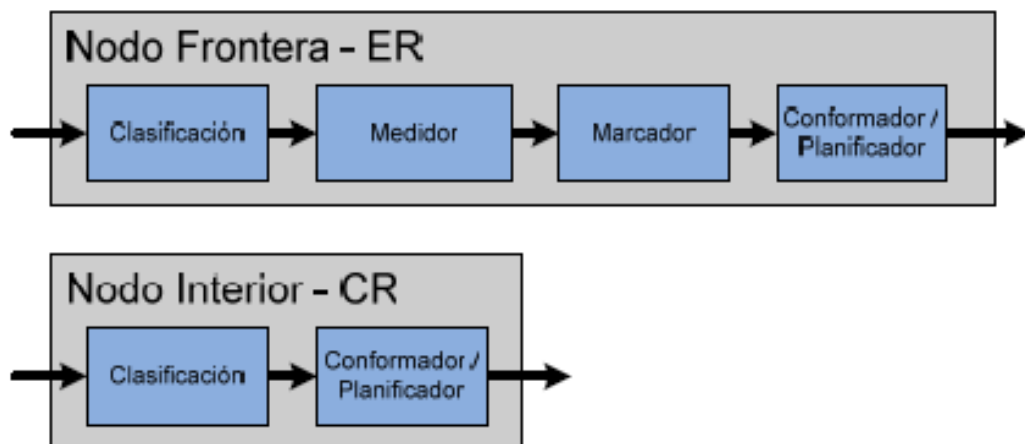 Nodo Frontera - ER
Clasificación
Medidor
Marcador
Conformador /
Planificador
Nodo Interior - CR
Clasificación
Conformador /
Planificador